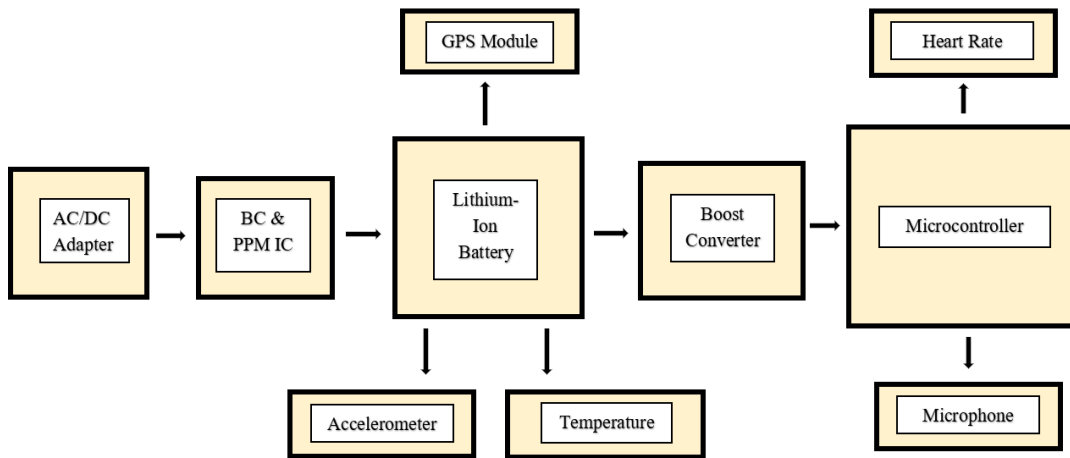 GPS Module
Heart Rate
AC/DC
Adapter
BC &
PPM IC
Lithium-
Ion
Battery
Boost
Converter
Microcontroller
Accelerometer
Temperature
Microphone